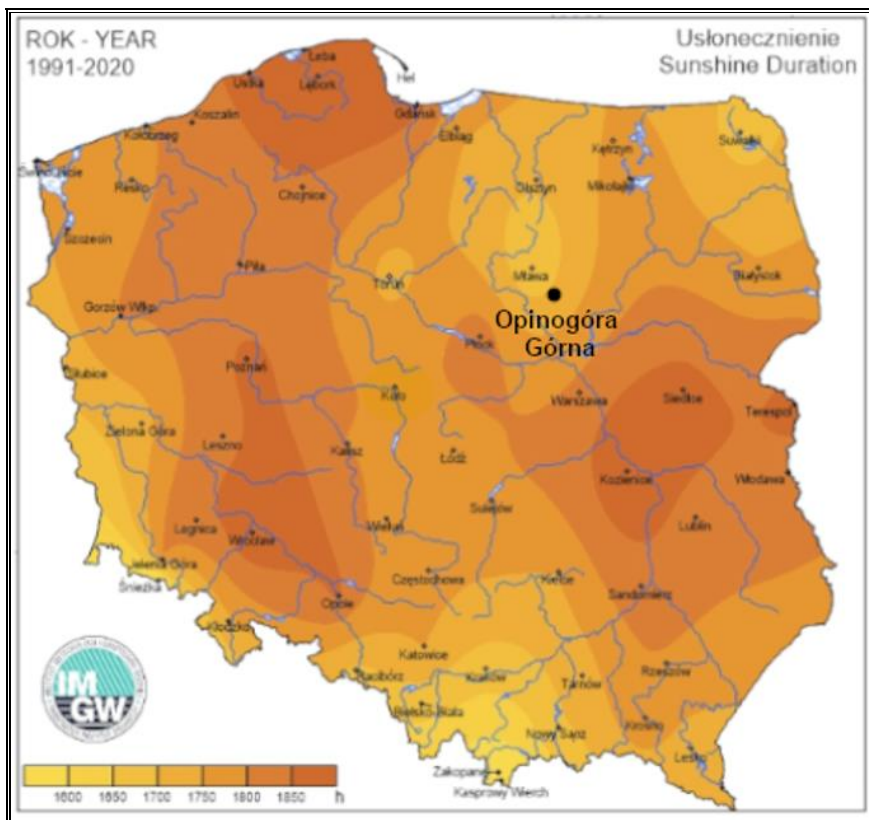 ROK - YEAR
1991-2020
Usłonecznienie
Sunshine Duration
Łeba
Ustka
Lębork
Hel
Gdańsk
Koszalin
Kołobrzeg
Elbląg
Suwałki
Kętrzyn
Świnoujście
Resko
Chojnice
Olsztyn
Mikołajki
Szczecin
Piła
Toruń
Mława
Białystok
Opinogóra
Górna
Gorzów Wlkp.
Płock
Słubice
Poznań
Koło
Warszawa
Siedlce
Terespol
Zielona Góra
Leszno
Kalisz
Łódź
Kozienice
Włodawa
Sulejów
Legnica
Wrocław
Wieluń
Lublin
Jelenia Góra
Śnieżka
Częstochowa
Kielce
Opole
Sandomierz
Kłodzko
Katowice
Racibórz
Kraków
Tarnów
Rzeszów
Bielsko-Biała
Nowy Sącz
Krosno
Lesko
Zakopane
Kasprowy Wierch
IM
GW
1600 1650 1700 1750 1800 1850 h